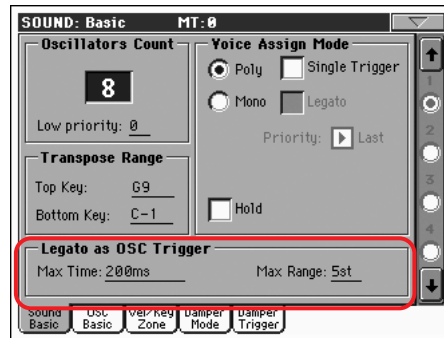 SOUND: Basic MT:0
Oscillators Count
8
Low priority: 0
Transpose Range
Top Key: G9
Bottom Key: C-1
Voice Assign Mode
Poly Single Trigger
Mono Legato
Priority: Last
Hold
Legato as OSC Trigger
Max Time: 200ms Max Range: 5st
1
2
3
4
Sound Basic
OSC Basic
Vel/Key Zone
Damper Mode
Damper Trigger